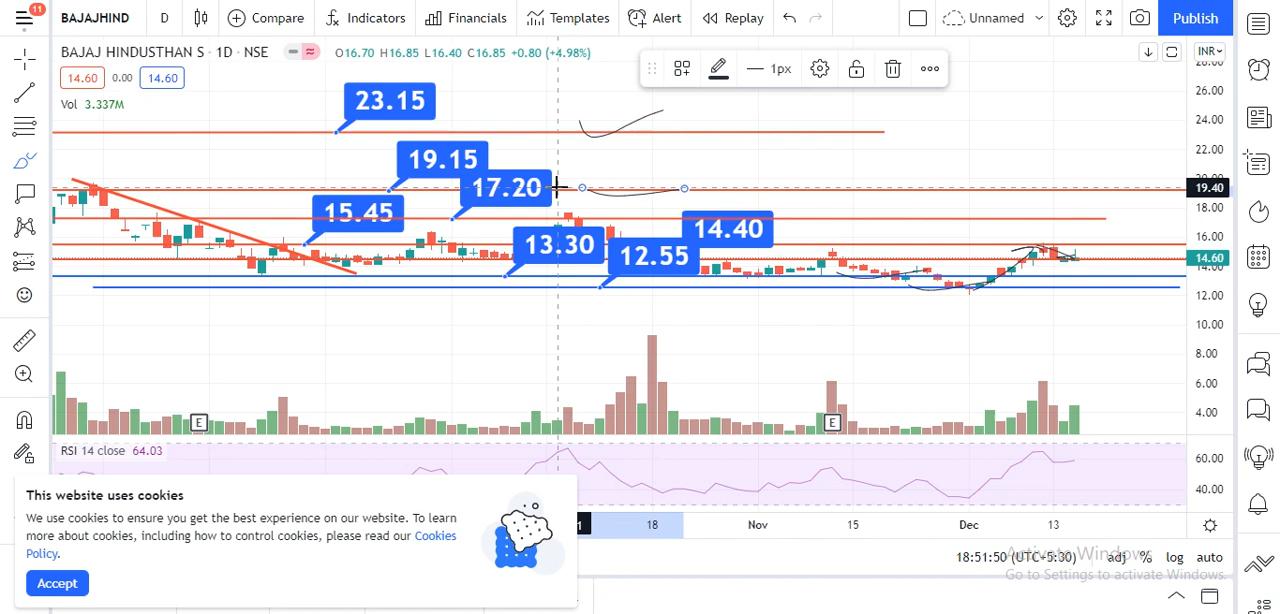 11
BAJAJHIND D Compare Indicators Financials Templates Alert Replay Unnamed Publish
BAJAJ HINDUSTHAN S · 1D · NSE O16.70 H16.85 L16.40 C16.85 +0.80 (+4.98%)
1px
INR
14.60 0.00 14.60
Vol 3.337M
28.00
26.00
24.00
22.00
19.40
18.00
16.00
14.60
14.00
12.00
10.00
8.00
6.00
4.00
23.15
19.15
17.20
15.45
14.40
13.30
12.55
E E
RSI 14 close 64.03
60.00
40.00
18 Nov 15 Dec 13
This website uses cookies
We use cookies to ensure you get the best experience on our website. To learn
more about cookies, including how to control cookies, please read our Cookies
Policy.
Accept
18:51:50 (UTC+5:30) adj % log auto
Activate Windows
Go to Settings to activate Windows.